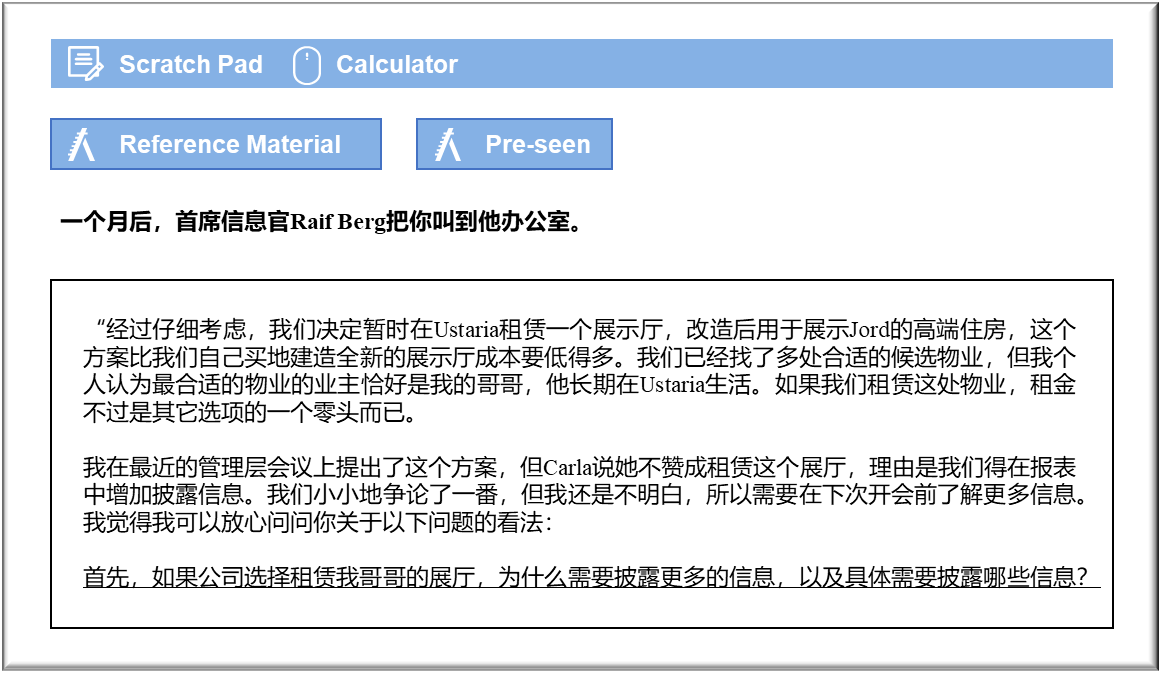 Scratch Pad Calculator
Reference Material Pre-seen
一个月后，首席信息官Raif Berg把你叫到他办公室。
“经过仔细考虑，我们决定暂时在Ustaria租赁一个展示厅，改造后用于展示Jord的高端住房，这个
方案比我们自己买地建造全新的展示厅成本要低得多。我们已经找了多处合适的候选物业，但我个
人认为最合适的物业的业主恰好是我的哥哥，他长期在Ustaria生活。如果我们租赁这处物业，租金
不过是其它选项的一个零头而已。
我在最近的管理层会议上提出了这个方案，但Carla说她不赞成租赁这个展厅，理由是我们得在报表
中增加披露信息。我们小小地争论了一番，但我还是不明白，所以需要在下次开会前了解更多信息。
我觉得我可以放心问问你关于以下问题的看法：
首先，如果公司选择租赁我哥哥的展厅，为什么需要披露更多的信息，以及具体需要披露哪些信息？